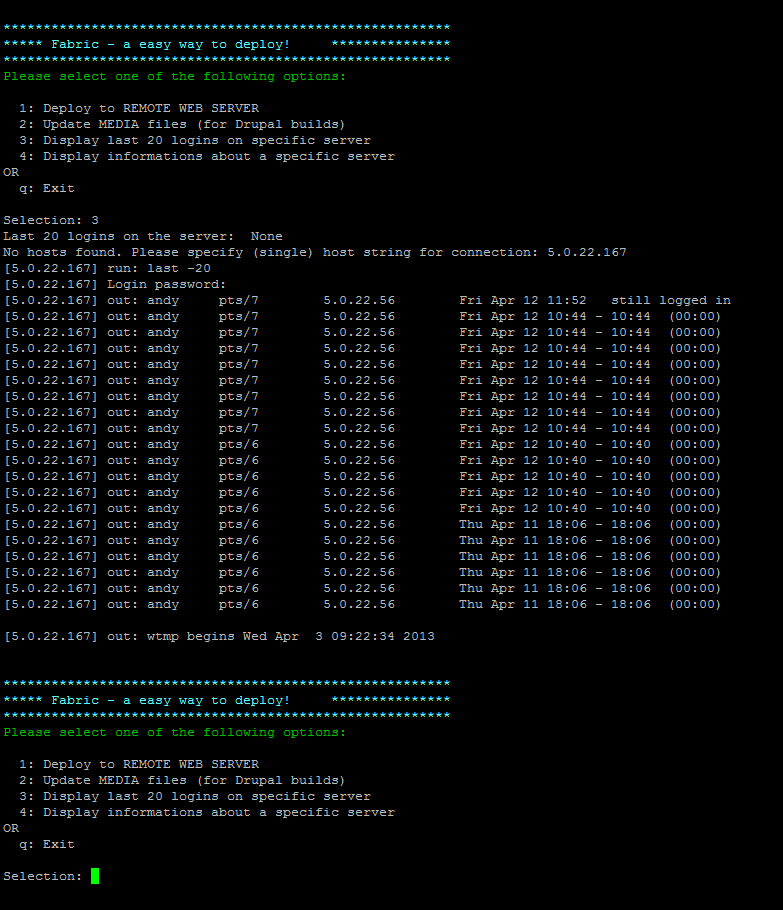 ********************************************************
***** Fabric - a easy way to deploy!     ***************
********************************************************
Please select one of the following options:
  1: Deploy to REMOTE WEB SERVER
  2: Update MEDIA files (for Drupal builds)
  3: Display last 20 logins on specific server
  4: Display informations about a specific server
OR
  q: Exit
Selection: 3
Last 20 logins on the server:  None
No hosts found. Please specify (single) host string for connection: 5.0.22.167
[5.0.22.167] run: last -20
[5.0.22.167] Login password:
[5.0.22.167] out: andy     pts/7        5.0.22.56        Fri Apr 12 11:52   still logged in
[5.0.22.167] out: andy     pts/7        5.0.22.56        Fri Apr 12 10:44 - 10:44  (00:00)
[5.0.22.167] out: andy     pts/7        5.0.22.56        Fri Apr 12 10:44 - 10:44  (00:00)
[5.0.22.167] out: andy     pts/7        5.0.22.56        Fri Apr 12 10:44 - 10:44  (00:00)
[5.0.22.167] out: andy     pts/7        5.0.22.56        Fri Apr 12 10:44 - 10:44  (00:00)
[5.0.22.167] out: andy     pts/7        5.0.22.56        Fri Apr 12 10:44 - 10:44  (00:00)
[5.0.22.167] out: andy     pts/7        5.0.22.56        Fri Apr 12 10:44 - 10:44  (00:00)
[5.0.22.167] out: andy     pts/7        5.0.22.56        Fri Apr 12 10:44 - 10:44  (00:00)
[5.0.22.167] out: andy     pts/7        5.0.22.56        Fri Apr 12 10:44 - 10:44  (00:00)
[5.0.22.167] out: andy     pts/6        5.0.22.56        Fri Apr 12 10:40 - 10:40  (00:00)
[5.0.22.167] out: andy     pts/6        5.0.22.56        Fri Apr 12 10:40 - 10:40  (00:00)
[5.0.22.167] out: andy     pts/6        5.0.22.56        Fri Apr 12 10:40 - 10:40  (00:00)
[5.0.22.167] out: andy     pts/6        5.0.22.56        Fri Apr 12 10:40 - 10:40  (00:00)
[5.0.22.167] out: andy     pts/6        5.0.22.56        Fri Apr 12 10:40 - 10:40  (00:00)
[5.0.22.167] out: andy     pts/6        5.0.22.56        Thu Apr 11 18:06 - 18:06  (00:00)
[5.0.22.167] out: andy     pts/6        5.0.22.56        Thu Apr 11 18:06 - 18:06  (00:00)
[5.0.22.167] out: andy     pts/6        5.0.22.56        Thu Apr 11 18:06 - 18:06  (00:00)
[5.0.22.167] out: andy     pts/6        5.0.22.56        Thu Apr 11 18:06 - 18:06  (00:00)
[5.0.22.167] out: andy     pts/6        5.0.22.56        Thu Apr 11 18:06 - 18:06  (00:00)
[5.0.22.167] out: andy     pts/6        5.0.22.56        Thu Apr 11 18:06 - 18:06  (00:00)
[5.0.22.167] out: wtmp begins Wed Apr  3 09:22:34 2013
********************************************************
***** Fabric - a easy way to deploy!     ***************
********************************************************
Please select one of the following options:
  1: Deploy to REMOTE WEB SERVER
  2: Update MEDIA files (for Drupal builds)
  3: Display last 20 logins on specific server
  4: Display informations about a specific server
OR
  q: Exit
Selection: